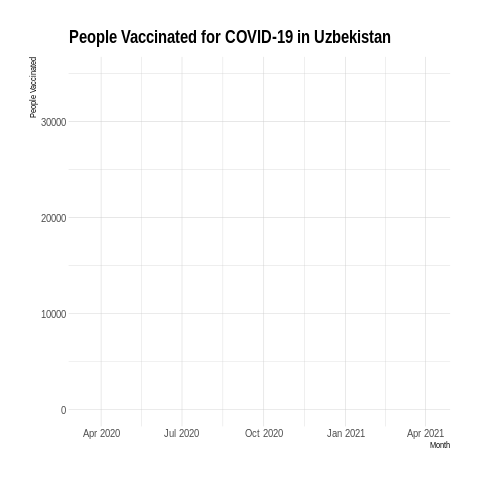 People Vaccinated for COVID-19 in Uzbekistan
People Vaccinated
30000
20000
10000
0
Apr 2020 Jul 2020 Oct 2020 Jan 2021 Apr 2021
Month